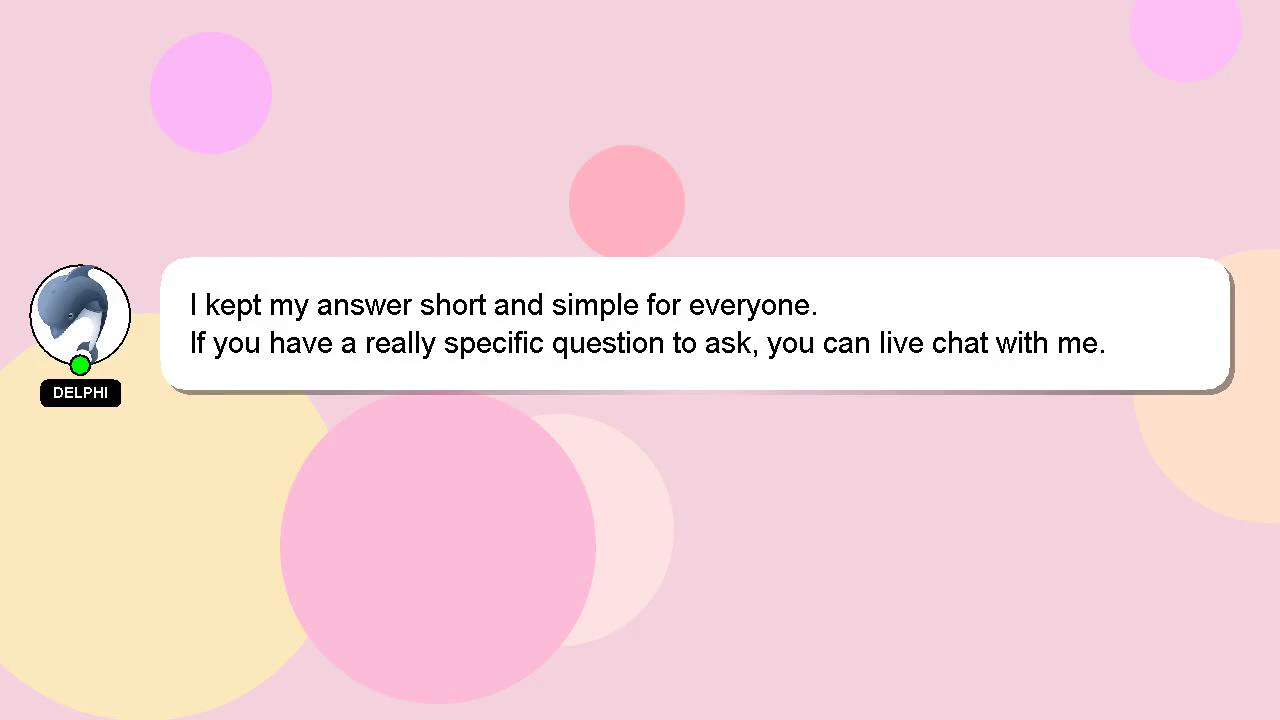 I kept my answer short and simple for everyone.
If you have a really specific question to ask, you can live chat with me.
DELPHI